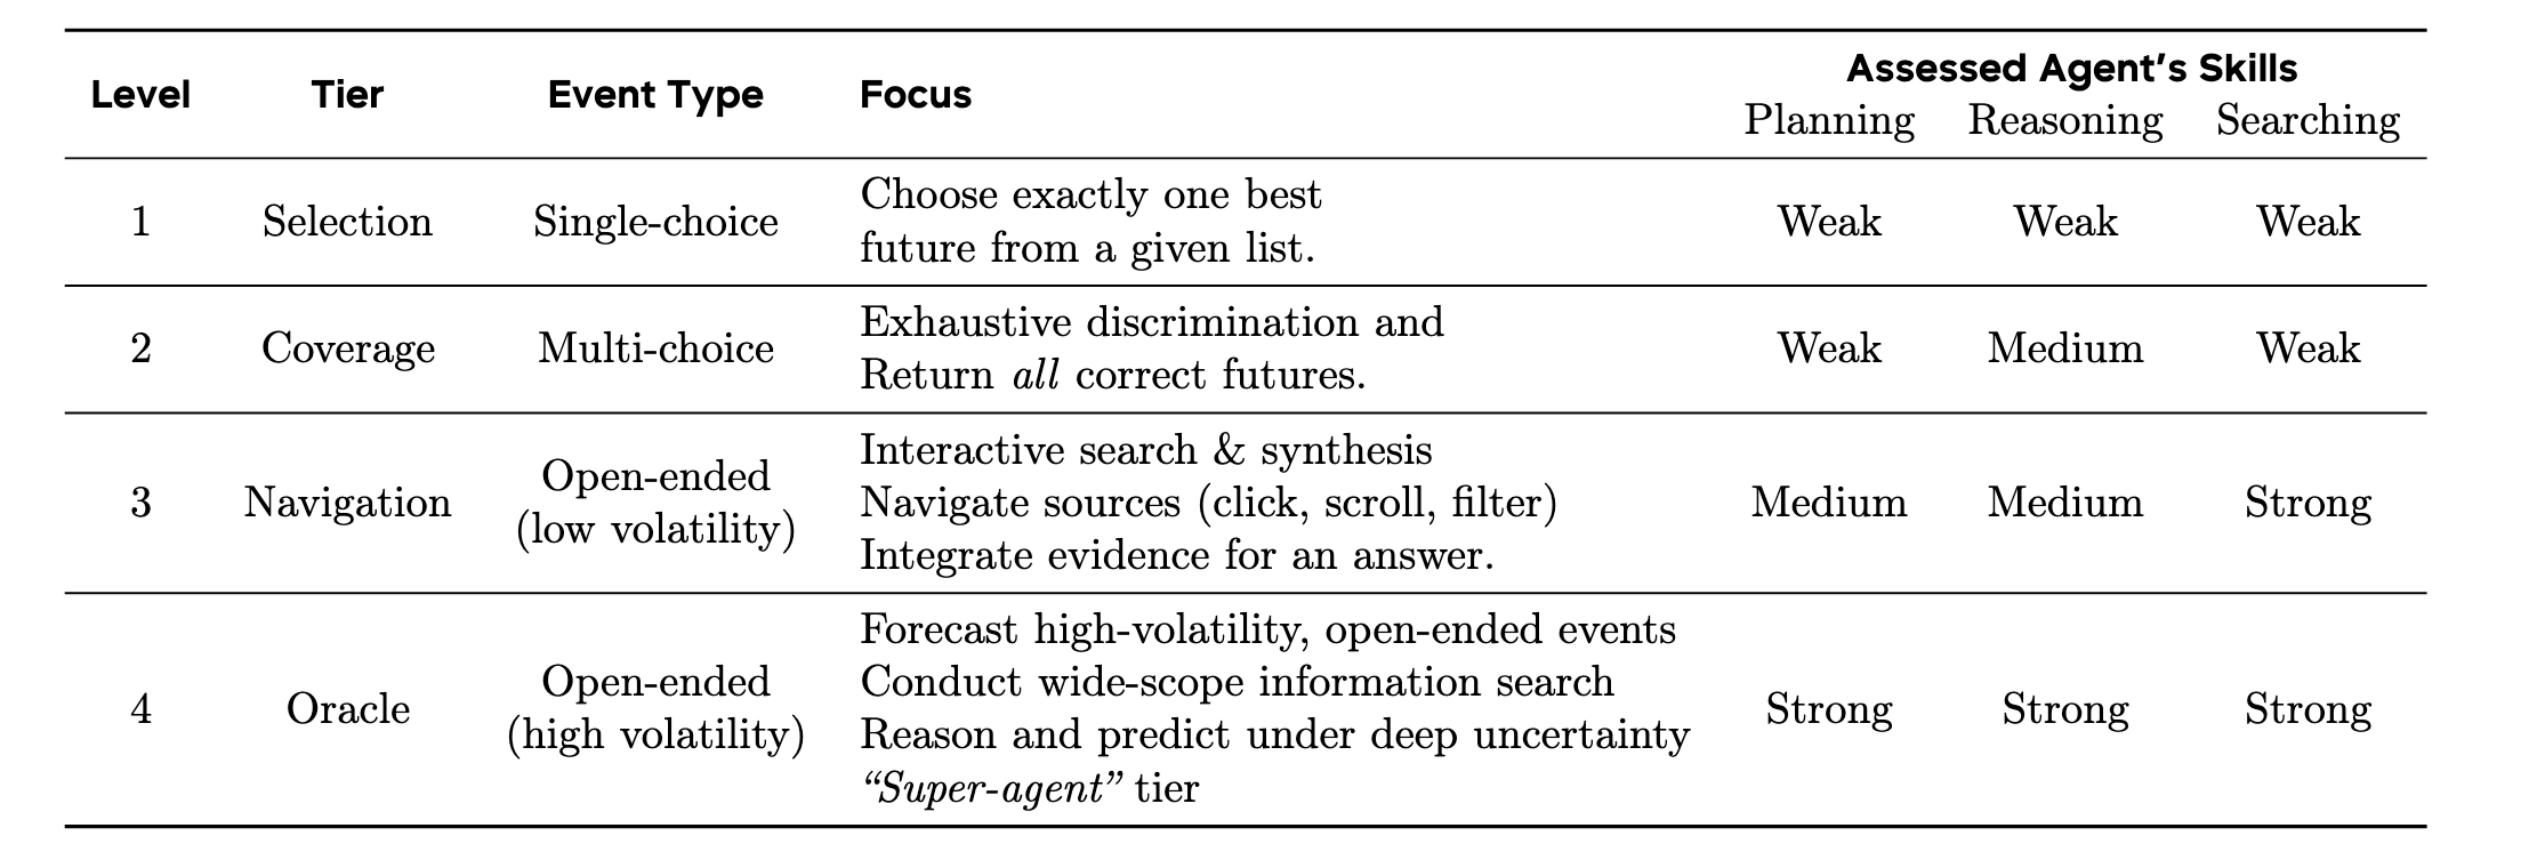 Level Tier Event Type Focus Assessed Agent's Skills
Planning Reasoning Searching
1 Selection Single-choice Choose exactly one best
future from a given list. Weak Weak Weak
2 Coverage Multi-choice Exhaustive discrimination and
Return all correct futures. Weak Medium Weak
3 Navigation Open-ended
(low volatility) Interactive search & synthesis
Navigate sources (click, scroll, filter)
Integrate evidence for an answer. Medium Medium Strong
4 Oracle Open-ended
(high volatility) Forecast high-volatility, open-ended events
Conduct wide-scope information search
Reason and predict under deep uncertainty
“Super-agent” tier Strong Strong Strong